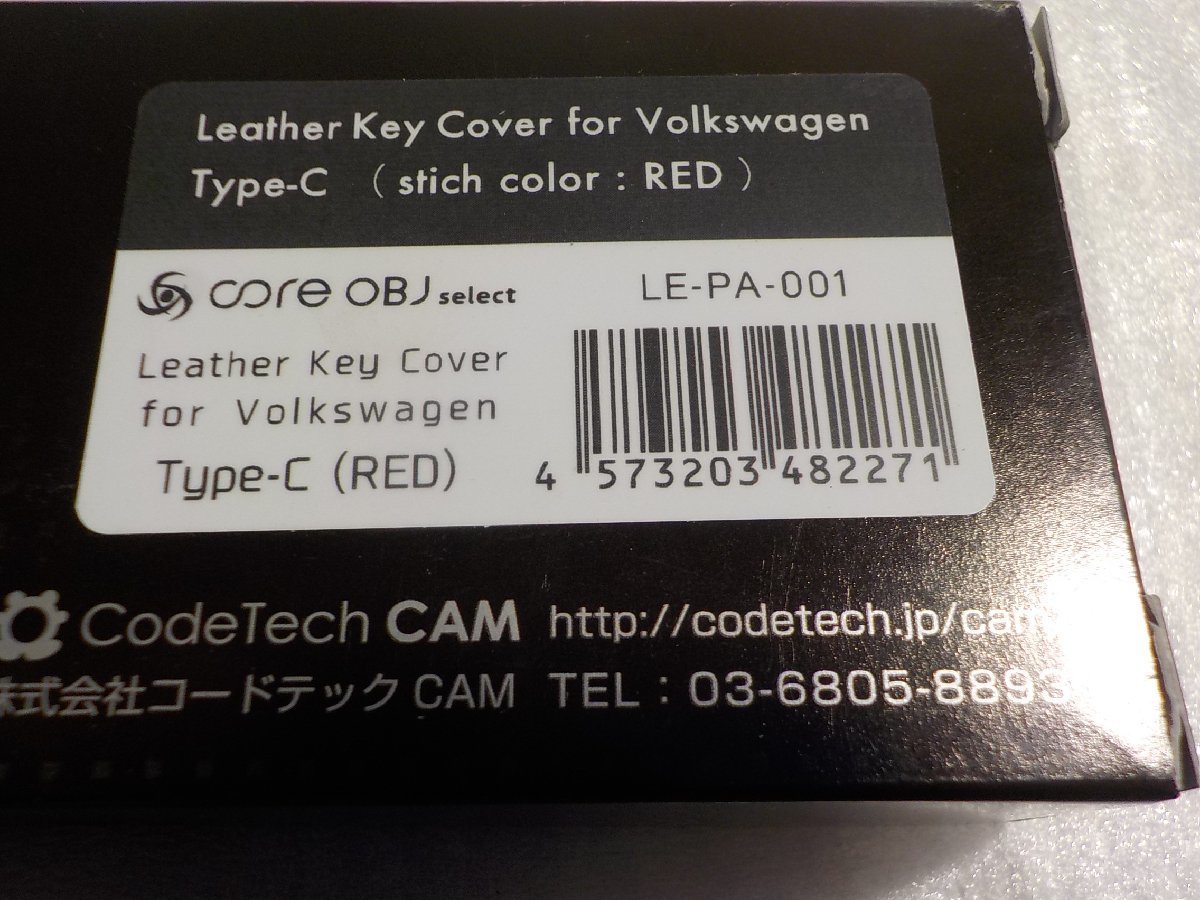 Leather Key Cover for Volkswagen
Type-C ( stich color : RED )
core OBJ select
LE-PA-001
Leather Key Cover
for Volkswagen
Type-C (RED)
4 573203 482271
CodeTech CAM http://codetech.jp/cam
株式会社コードテック CAM TEL : 03-6805-8893